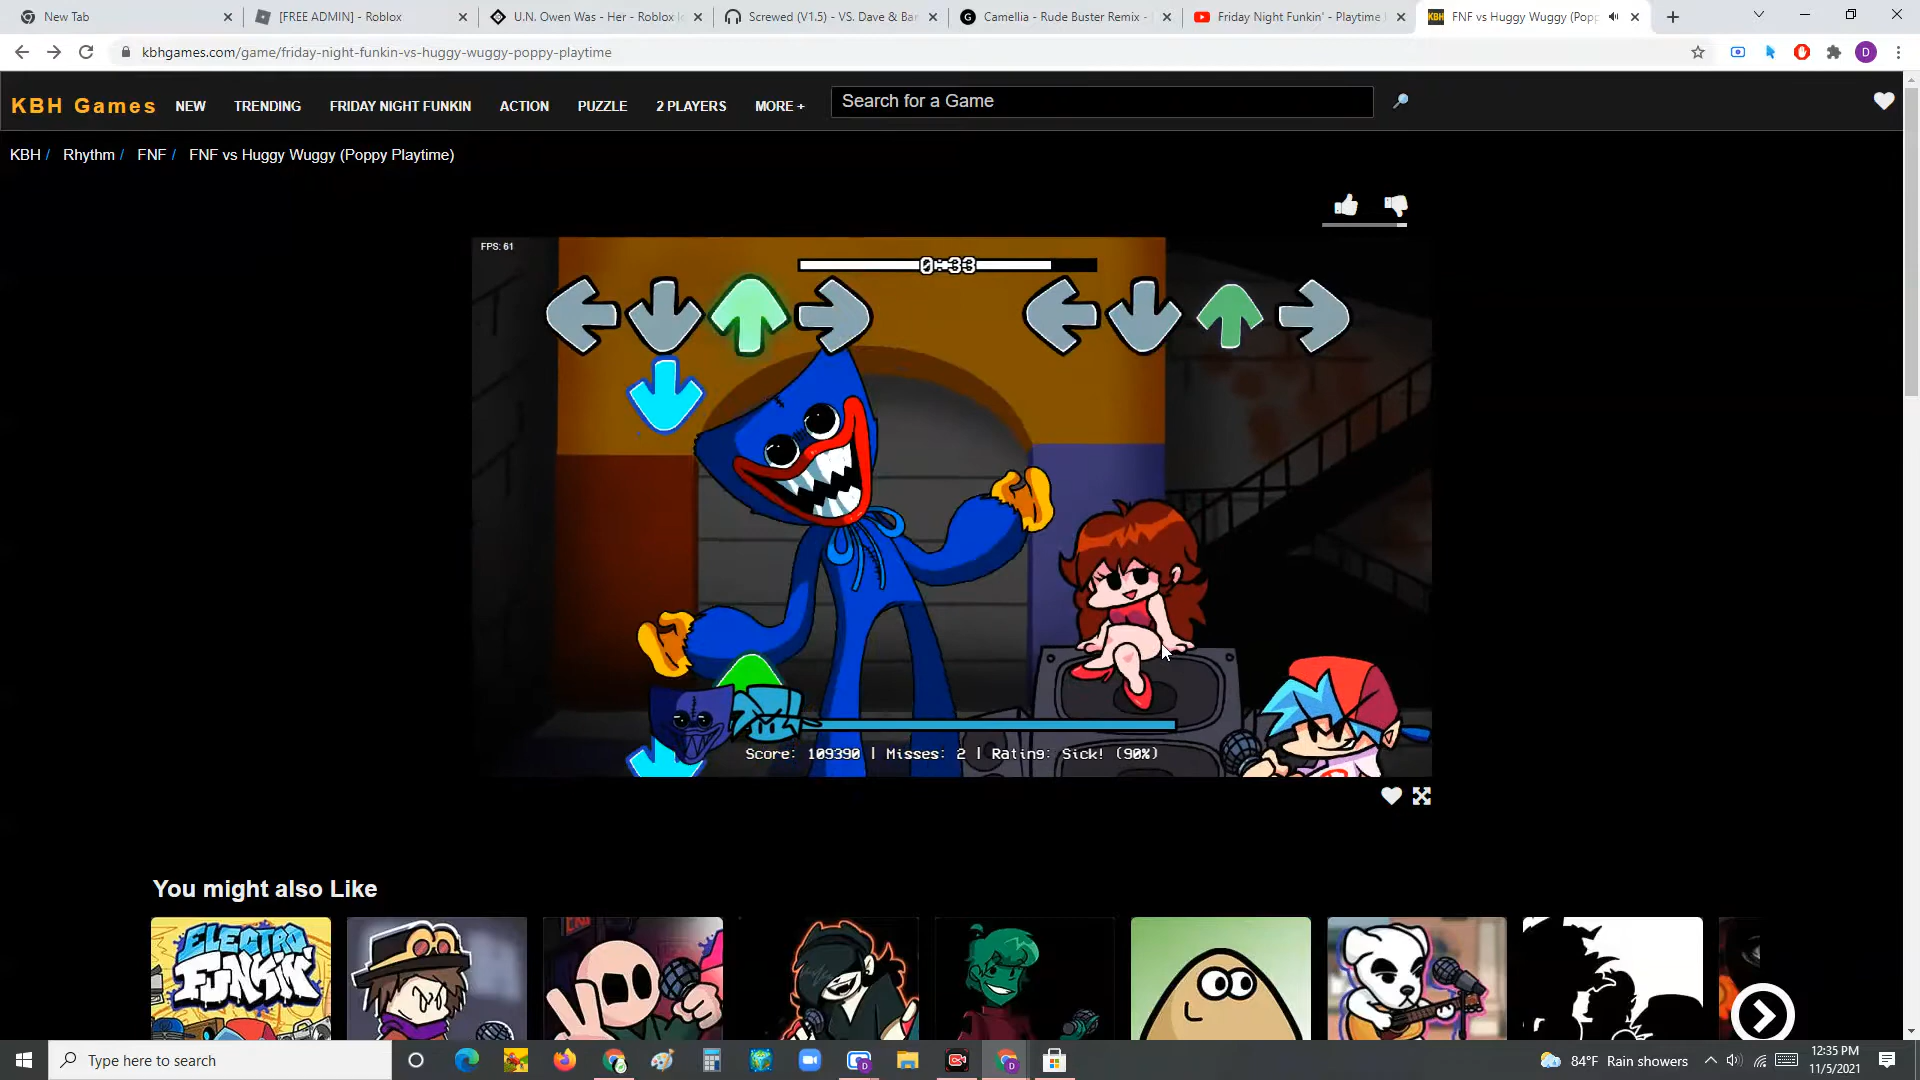 New Tab
[FREE ADMIN] - Roblox
U.N. Owen Was - Her - Roblox
Screwed (V1.5) - VS. Dave & Ba
Camellia - Rude Buster Remix -
Friday Night Funkin' - Playtime
FNF vs Huggy Wuggy (Pop
kbhgames.com/game/friday-night-funkin-vs-huggy-wuggy-poppy-playtime
D
KBH Games
NEW
TRENDING
FRIDAY NIGHT FUNKIN
ACTION
PUZZLE
2 PLAYERS
MORE +
Search for a Game
KBH / Rhythm / FNF / FNF vs Huggy Wuggy (Poppy Playtime)
FPS: 61
0:33
Score: 109390 | Misses: 2 | Rating: Sick! (90%)
You might also Like
ELECTRO
FUNKIN'
Type here to search
84°F Rain showers
12:35 PM
11/5/2021